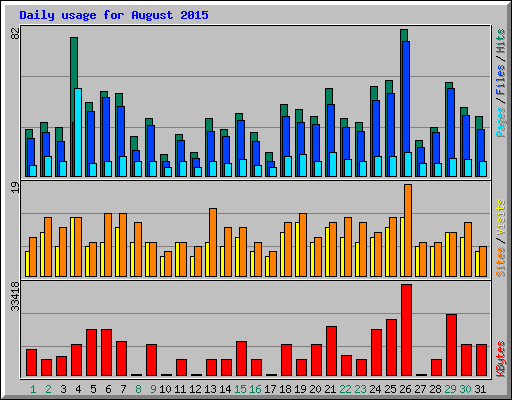 Daily usage for August 2015
82
Pages / Files / Hits
19
Sites / Visits
33418
KBytes
1 2 3 4 5 6 7 8 9 10 11 12 13 14 15 16 17 18 19 20 21 22 23 24 25 26 27 28 29 30 31